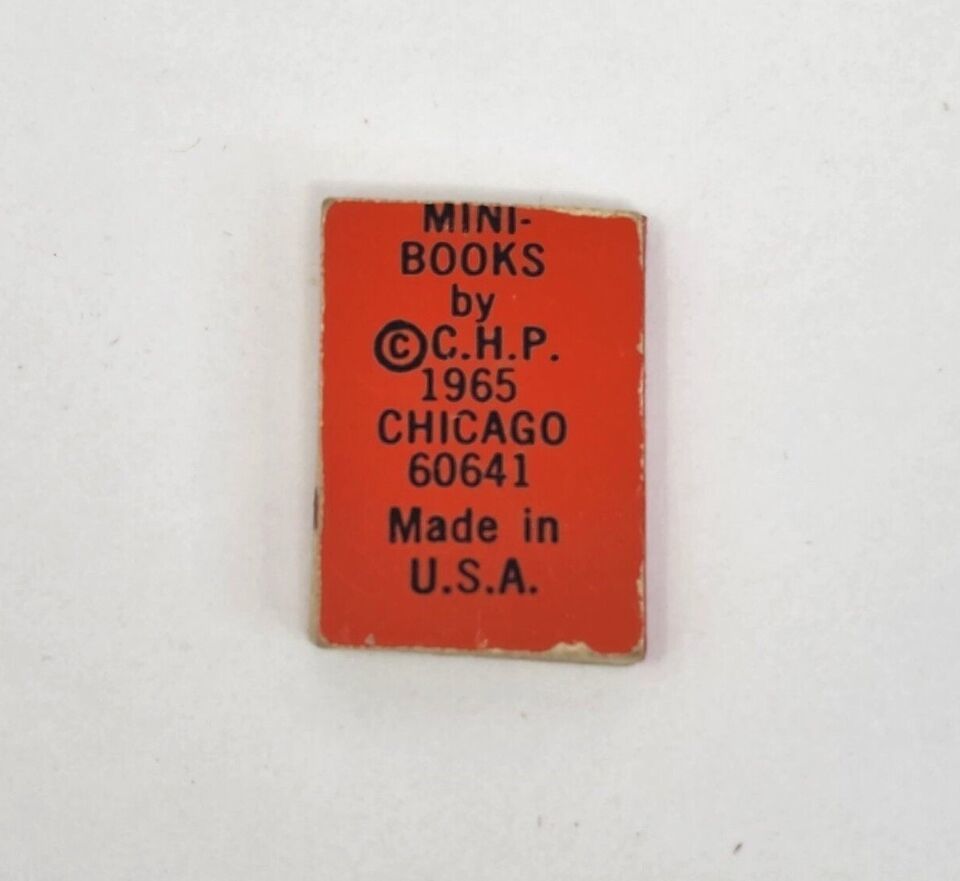 MINI-
BOOKS
by
©C.H.P.
1965
CHICAGO
60641
Made in
U.S.A.